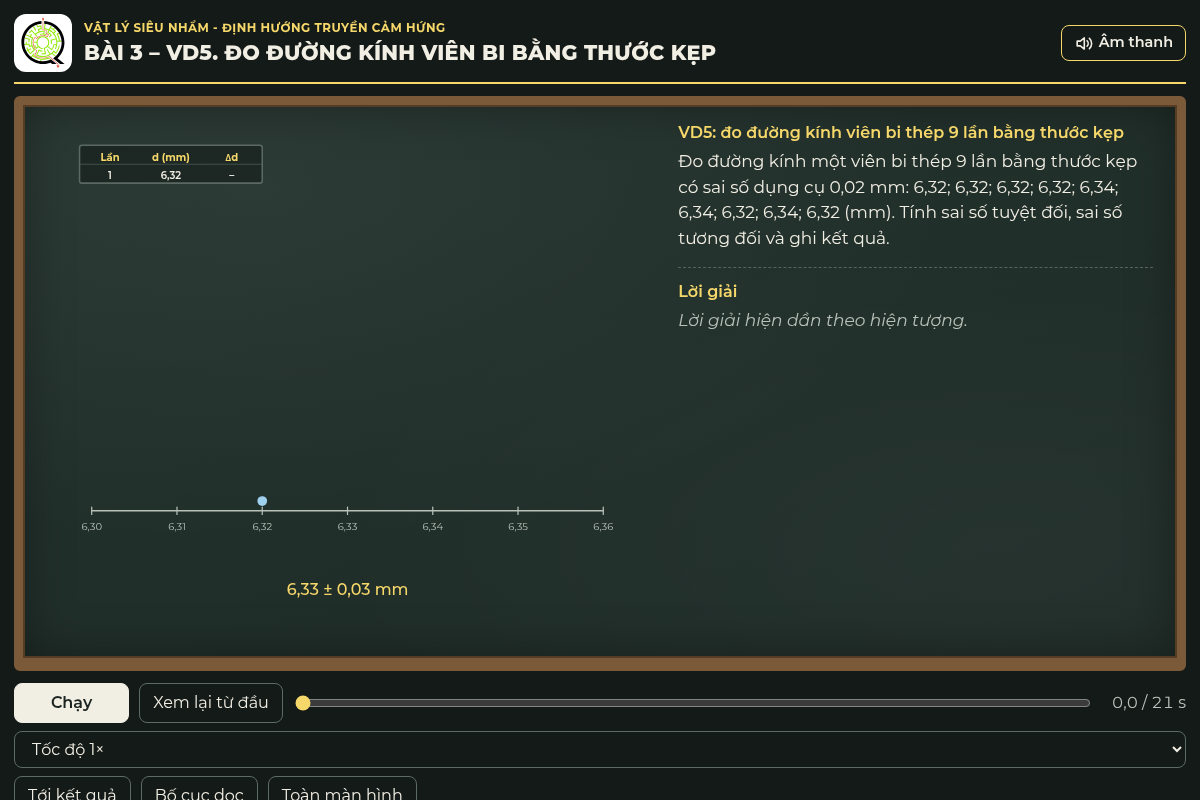 VẬT LÝ SIÊU NHẨM - ĐỊNH HƯỚNG TRUYỀN CẢM HỨNG
BÀI 3 – VD5. ĐO ĐƯỜNG KÍNH VIÊN BI BẰNG THƯỚC KẸP
Âm thanh
Lần d (mm) Δd
1 6,32 –
6,30 6,31 6,32 6,33 6,34 6,35 6,36
6,33 ± 0,03 mm
VD5: đo đường kính viên bi thép 9 lần bằng thước kẹp
Đo đường kính một viên bi thép 9 lần bằng thước kẹp
có sai số dụng cụ 0,02 mm: 6,32; 6,32; 6,32; 6,32; 6,34;
6,34; 6,32; 6,34; 6,32 (mm). Tính sai số tuyệt đối, sai số
tương đối và ghi kết quả.
Lời giải
Lời giải hiện dần theo hiện tượng.
Chạy
Xem lại từ đầu
0,0 / 21 s
Tốc độ 1×
Tới kết quả
Bố cục dọc
Toàn màn hình